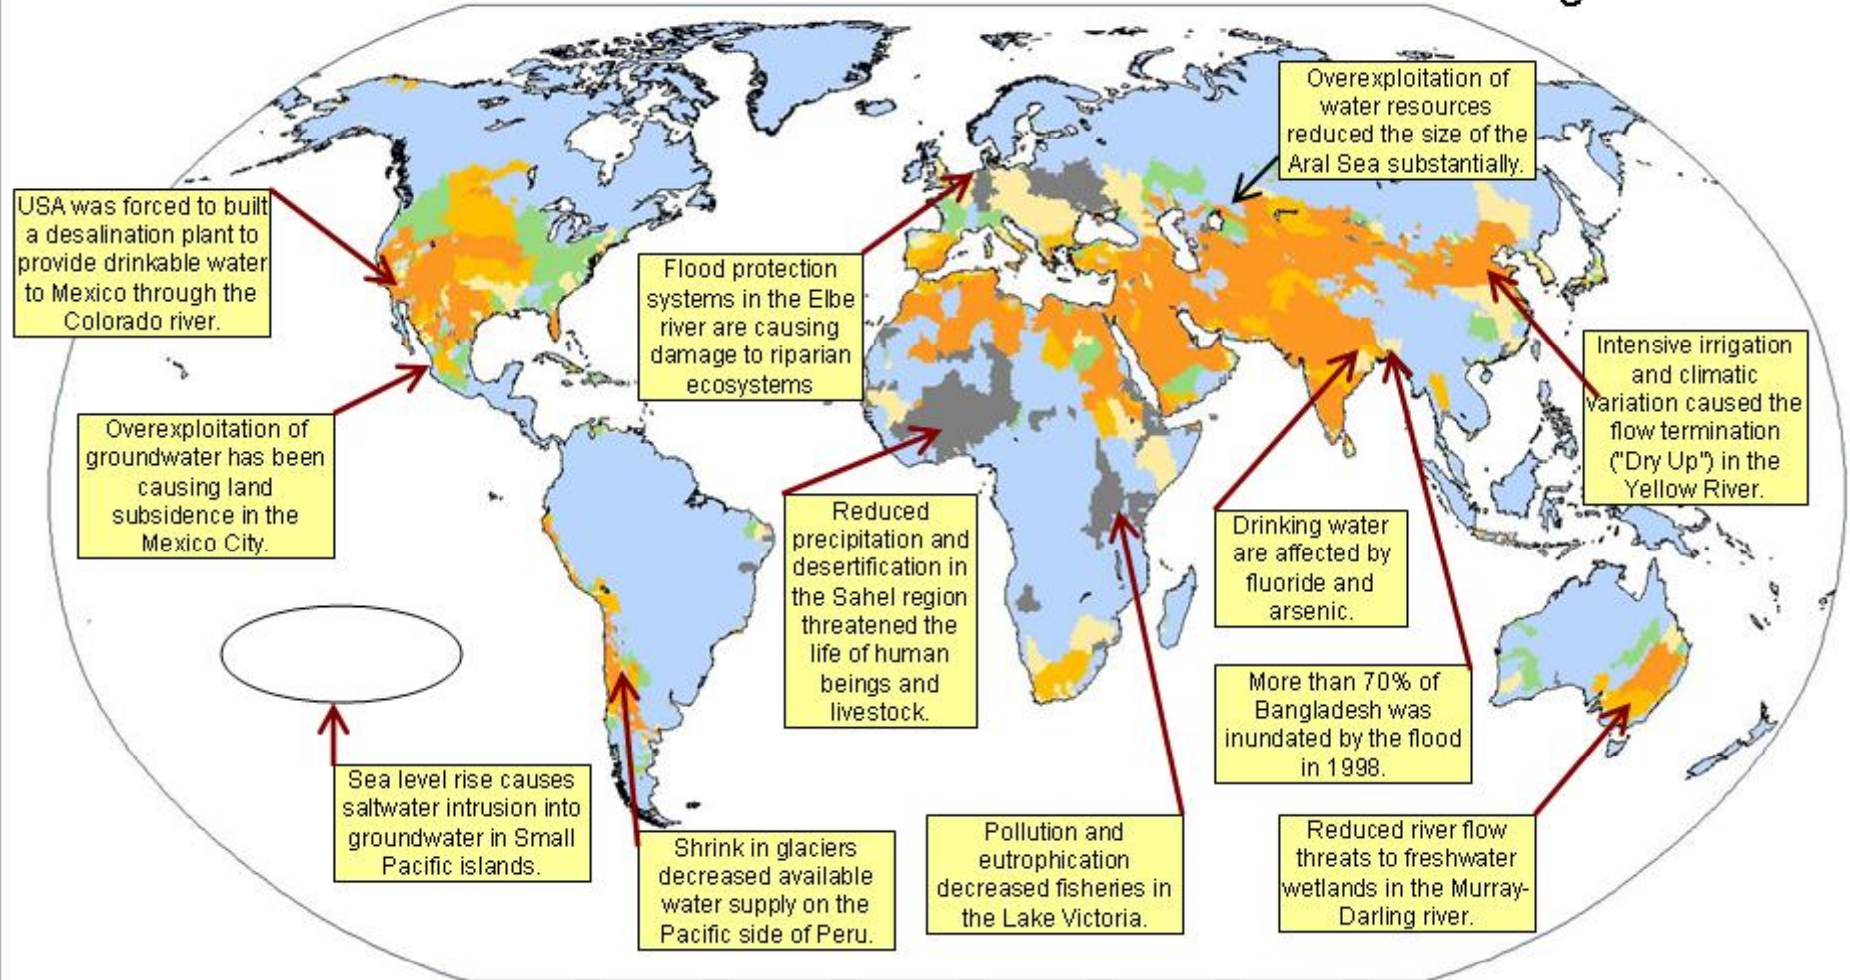 Overexploitation of
water resources
reduced the size of the
Aral Sea substantially.
USA was forced to built
a desalination plant to
provide drinkable water
to Mexico through the
Colorado river.
Flood protection
systems in the Elbe
river are causing
damage to riparian
ecosystems
Intensive irrigation
and climatic
variation caused the
flow termination
("Dry Up") in the
Yellow River.
Overexploitation of
groundwater has been
causing land
subsidence in the
Mexico City.
Reduced
precipitation and
desertification in
the Sahel region
threatened the
life of human
beings and
livestock.
Drinking water
are affected by
fluoride and
arsenic.
More than 70% of
Bangladesh was
inundated by the flood
in 1998.
Sea level rise causes
saltwater intrusion into
groundwater in Small
Pacific islands.
Shrink in glaciers
decreased available
water supply on the
Pacific side of Peru.
Pollution and
eutrophication
decreased fisheries in
the Lake Victoria.
Reduced river flow
threats to freshwater
wetlands in the Murray-
Darling river.